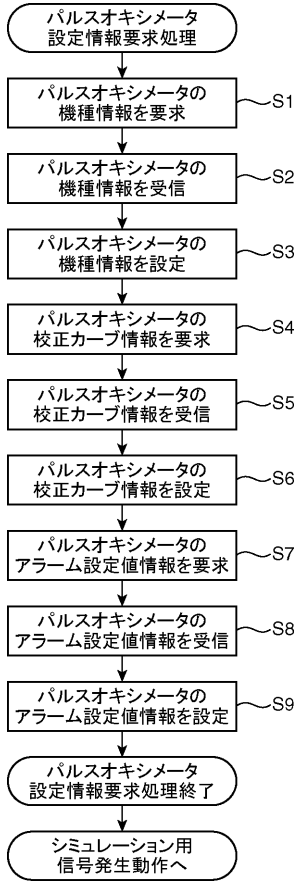 パルスオキシメータ
設定情報要求処理
パルスオキシメータの
機種情報を要求
S1
パルスオキシメータの
機種情報を受信
S2
パルスオキシメータの
機種情報を設定
S3
パルスオキシメータの
校正カーブ情報を要求
S4
パルスオキシメータの
校正カーブ情報を受信
S5
パルスオキシメータの
校正カーブ情報を設定
S6
パルスオキシメータの
アラーム設定値情報を要求
S7
パルスオキシメータの
アラーム設定値情報を受信
S8
パルスオキシメータの
アラーム設定値情報を設定
S9
パルスオキシメータ
設定情報要求処理終了
シミュレーション用
信号発生動作へ